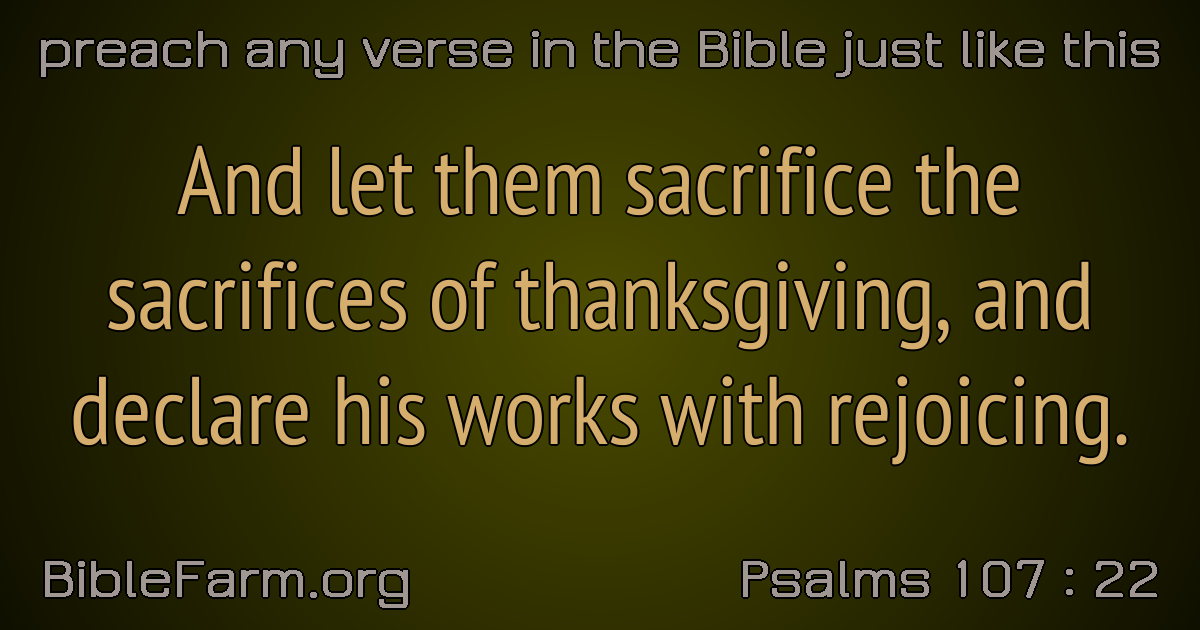 preach any verse in the Bible just like this
And let them sacrifice the
sacrifices of thanksgiving, and
declare his works with rejoicing.
BibleFarm.org
Psalms 107 : 22